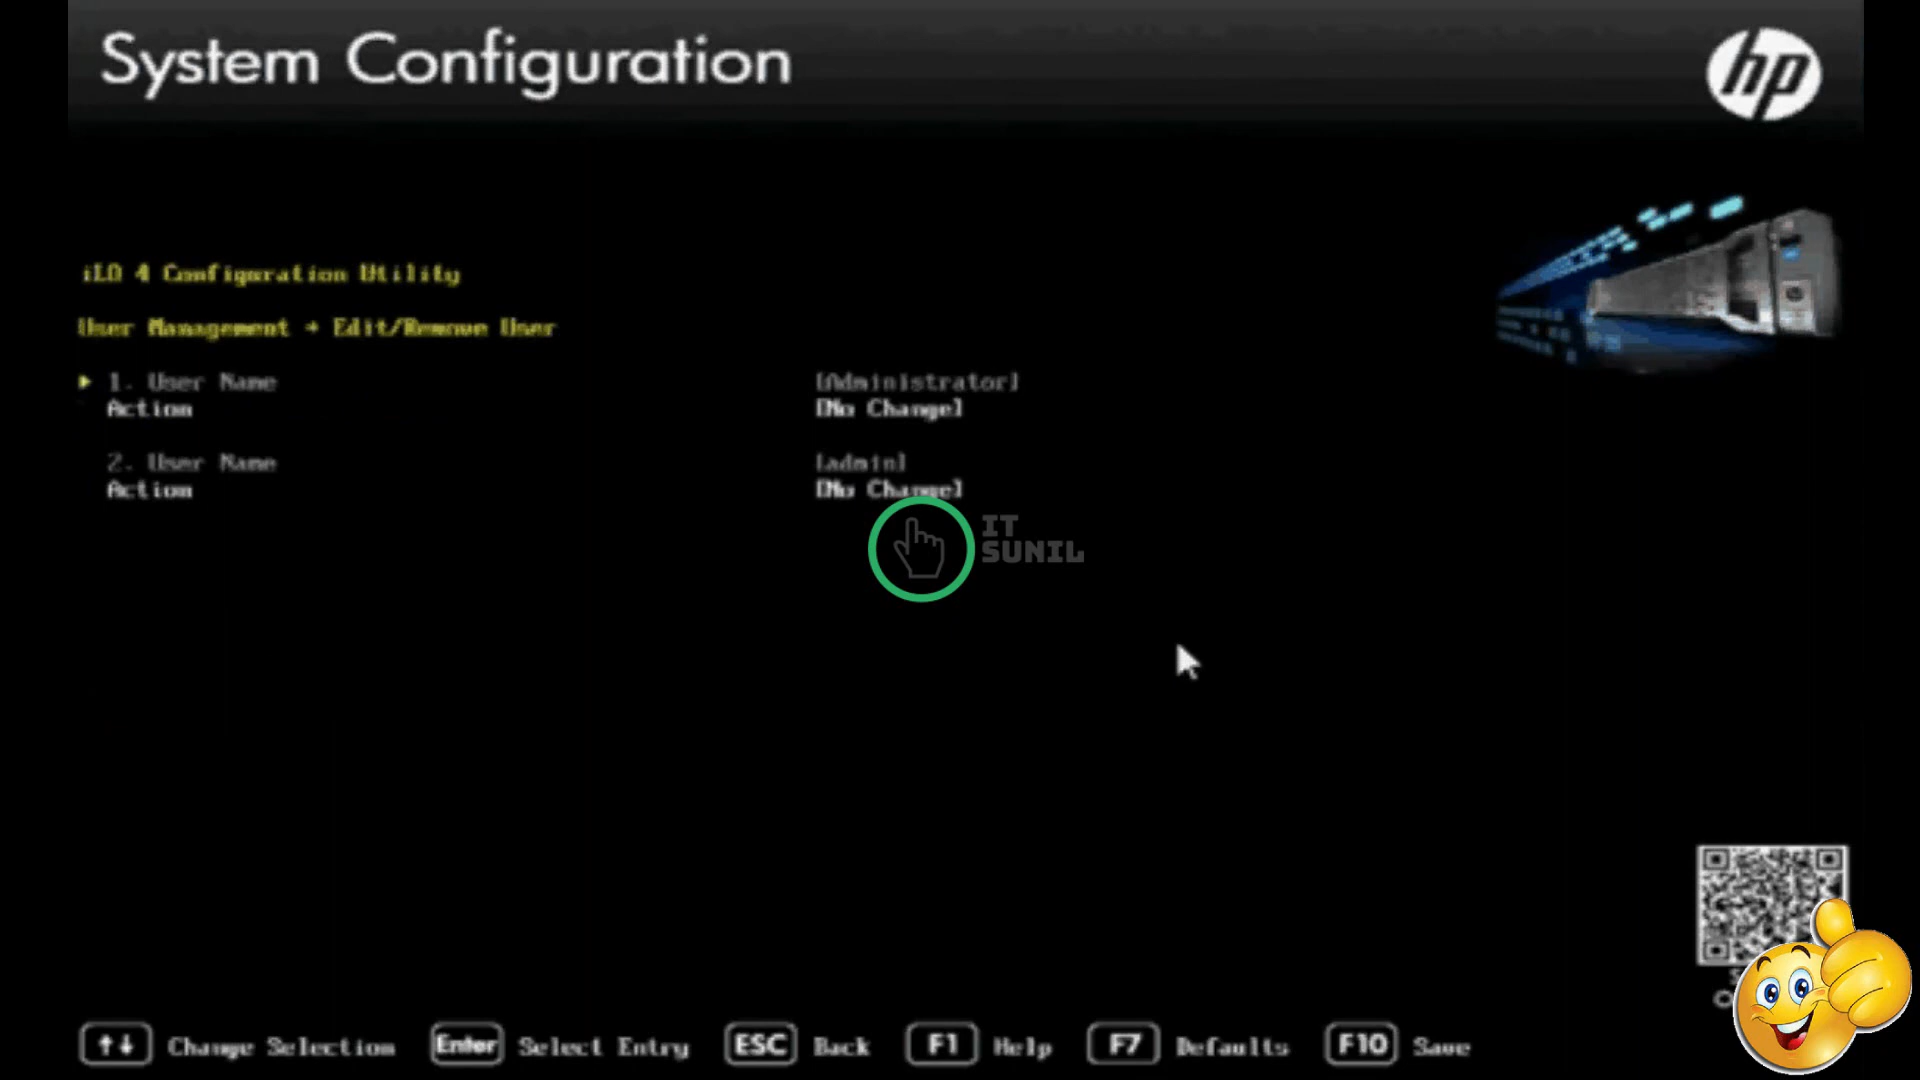 System Configuration
hp
iLO 4 Configuration Utility
User Management → Edit/Remove User
1. User Name [Administrator]
Action [No Change]
2. User Name [admin]
Action [No Change]
IT
SUNIL
↑↓ Change Selection Enter Select Entry ESC Back F1 Help F7 Defaults F10 Save